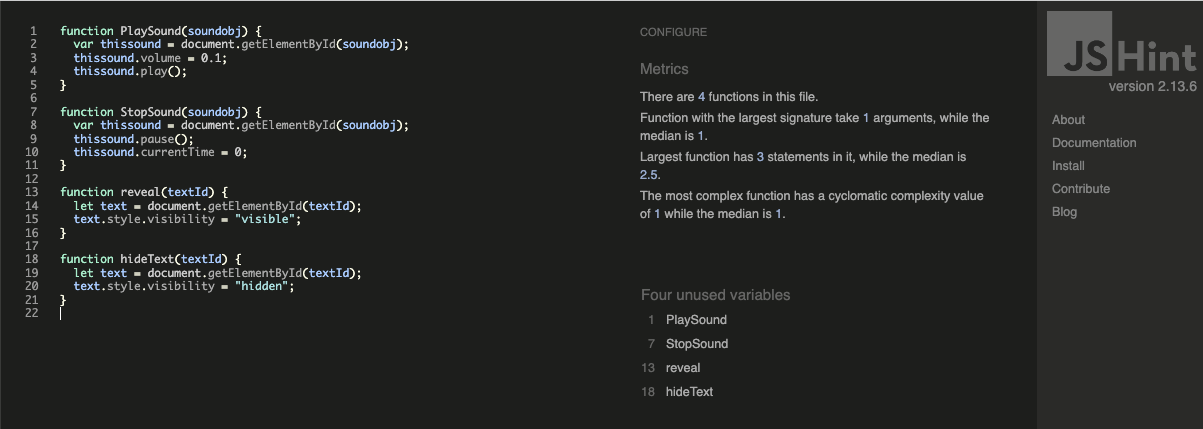 1 function PlaySound(soundobj) {
2 var thissound = document.getElementById(soundobj);
3 thissound.volume = 0.1;
4 thissound.play();
5 }
6
7 function StopSound(soundobj) {
8 var thissound = document.getElementById(soundobj);
9 thissound.pause();
10 thissound.currentTime = 0;
11 }
12
13 function reveal(textId) {
14 let text = document.getElementById(textId);
15 text.style.visibility = "visible";
16 }
17
18 function hideText(textId) {
19 let text = document.getElementById(textId);
20 text.style.visibility = "hidden";
21 }
22
CONFIGURE
Metrics
There are 4 functions in this file.
Function with the largest signature take 1 arguments, while the
median is 1.
Largest function has 3 statements in it, while the median is
2.5.
The most complex function has a cyclomatic complexity value
of 1 while the median is 1.
Four unused variables
1 PlaySound
7 StopSound
13 reveal
18 hideText
JSHint
version 2.13.6
About
Documentation
Install
Contribute
Blog